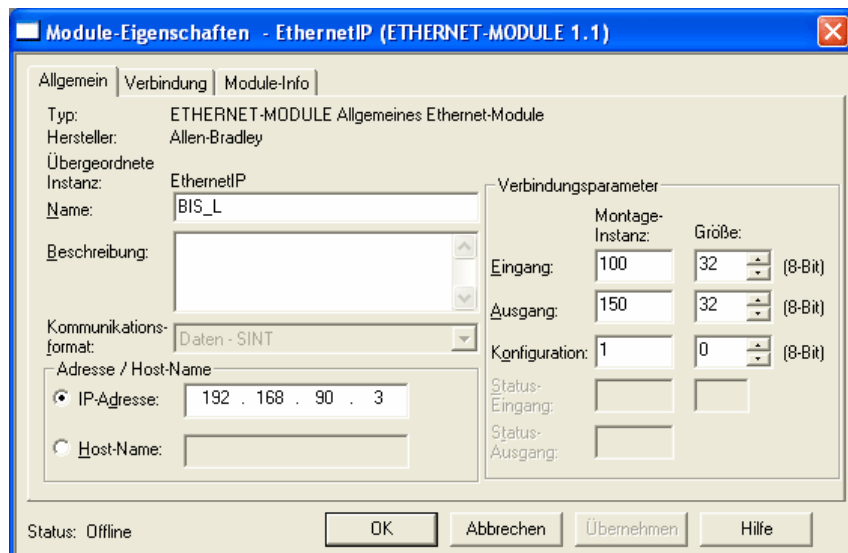 Module-Eigenschaften - EthernetIP (ETHERNET-MODULE 1.1)
Allgemein Verbindung Module-Info
Typ: ETHERNET-MODULE Allgemeines Ethernet-Module
Hersteller: Allen-Bradley
Übergeordnete
Instanz: EthernetIP
Name: BIS_L
Beschreibung:
Kommunikations-
format: Daten - SINT
Adresse / Host-Name
IP-Adresse: 192 . 168 . 90 . 3
Host-Name:
Verbindungsparameter
Montage-
Instanz: Größe:
Eingang: 100 32 (8-Bit)
Ausgang: 150 32 (8-Bit)
Konfiguration: 1 0 (8-Bit)
Status-
Eingang:
Status-
Ausgang:
Status: Offline OK Abbrechen Übernehmen Hilfe